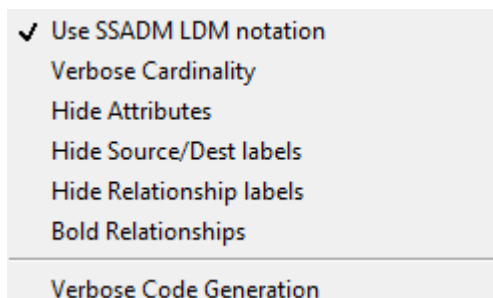 Use SSADM LDM notation
Verbose Cardinality
Hide Attributes
Hide Source/Dest labels
Hide Relationship labels
Bold Relationships
Verbose Code Generation